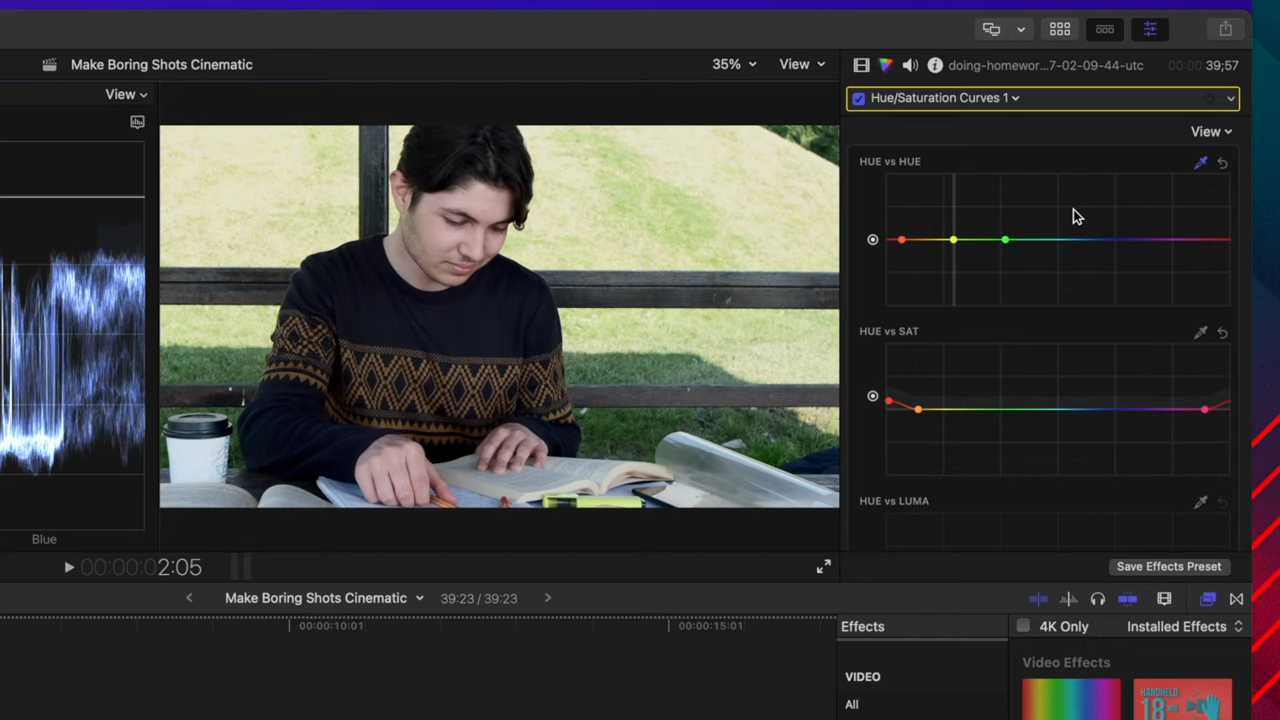 Make Boring Shots Cinematic
35%
View
doing-homewor...7-02-09-44-utc
00:00:39;57
View
Hue/Saturation Curves 1
View
HUE vs HUE
HUE vs SAT
HUE vs LUMA
Blue
00:00:00:02:05
Save Effects Preset
Make Boring Shots Cinematic
39:23 / 39:23
00:00:10:01
00:00:15:01
Effects
4K Only
Installed Effects
Video Effects
VIDEO
All
HANDHELD
18